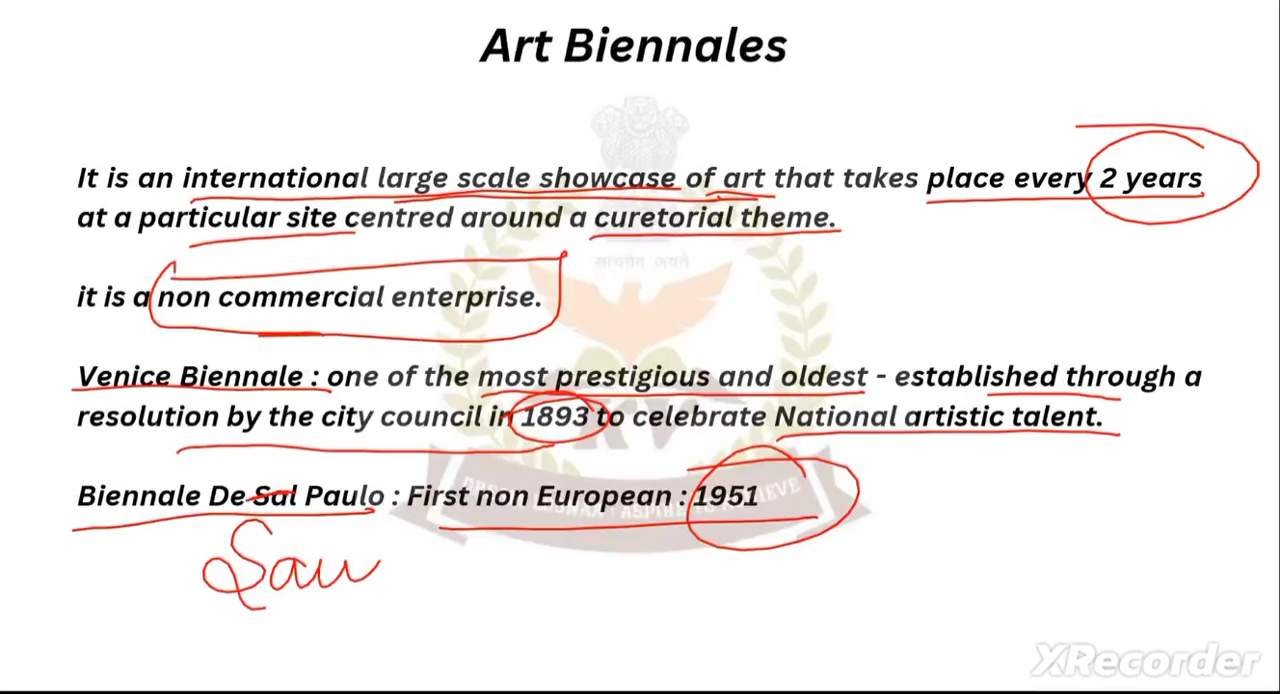 Art Biennales
It is an international large scale showcase of art that takes place every 2 years
at a particular site centred around a curetorial theme.
सत्यमेव जयते
it is a non commercial enterprise.
Venice Biennale : one of the most prestigious and oldest - established through a
resolution by the city council in 1893 to celebrate National artistic talent.
Biennale De Sal Paulo : First non European : 1951
Sau
XRecorder